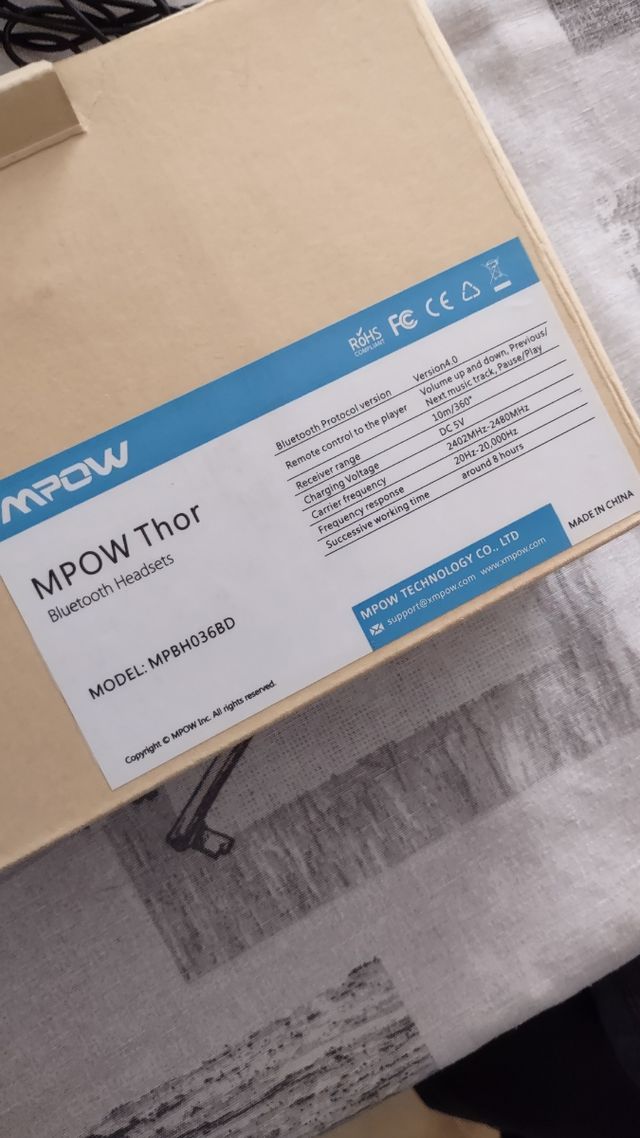 MPOW
RoHS
COMPLIANT
FC CE
MPOW Thor
Bluetooth Headsets
MODEL: MPBH036BD
Copyright © MPOW Inc. All rights reserved.
Bluetooth Protocol version Version4.0
Remote control to the player Volume up and down, Previous/
Next music track, Pause/Play
Receiver range 10m/360°
Charging Voltage DC 5V
Carrier frequency 2402MHz-2480MHz
Frequency response 20Hz-20,000Hz
Successive working time around 8 hours
MPOW TECHNOLOGY CO., LTD
support@xmpow.com www.xmpow.com
MADE IN CHINA